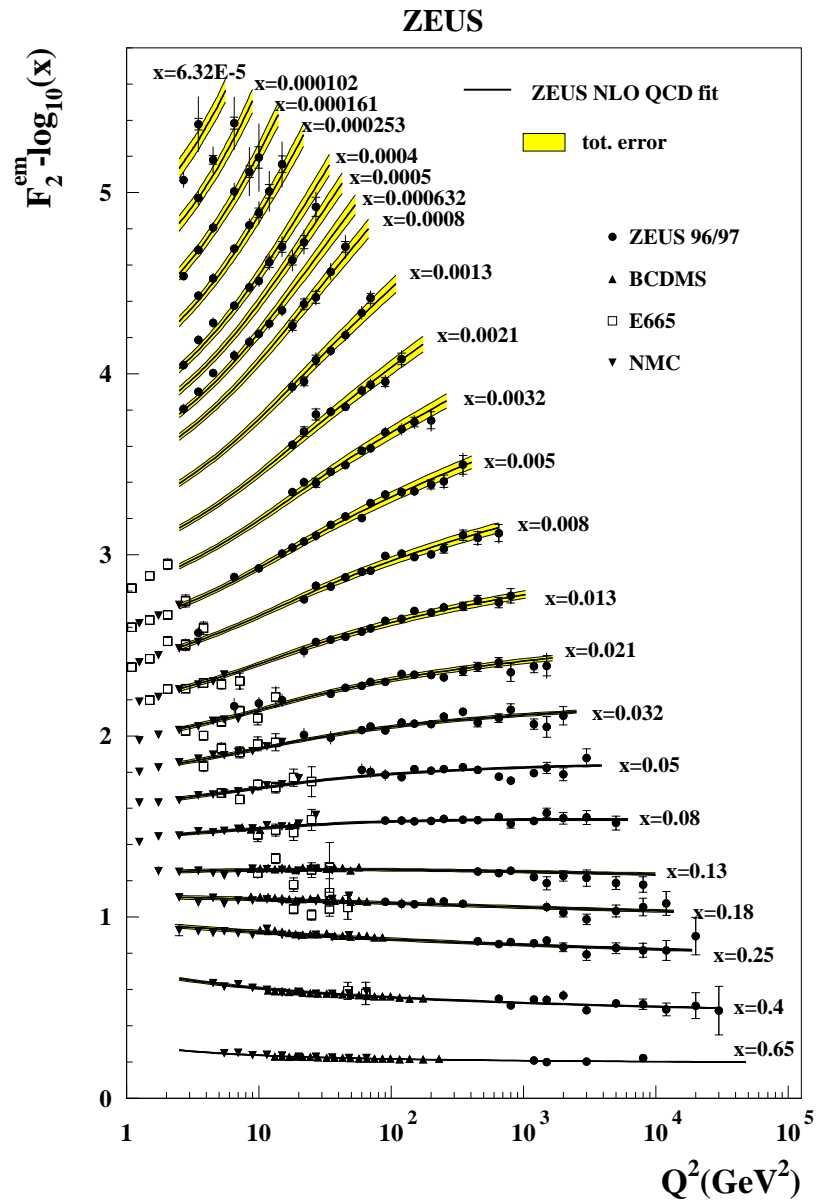 ZEUS
F₂ᵉᵐ-log₁₀(x)
x=6.32E-5
x=0.000102
x=0.000161
x=0.000253
x=0.0004
x=0.0005
x=0.000632
x=0.0008
x=0.0013
x=0.0021
x=0.0032
x=0.005
x=0.008
x=0.013
x=0.021
x=0.032
x=0.05
x=0.08
x=0.13
x=0.18
x=0.25
x=0.4
x=0.65
ZEUS NLO QCD fit
tot. error
ZEUS 96/97
BCDMS
E665
NMC
5
4
3
2
1
0
1 10 10² 10³ 10⁴ 10⁵
Q²(GeV²)